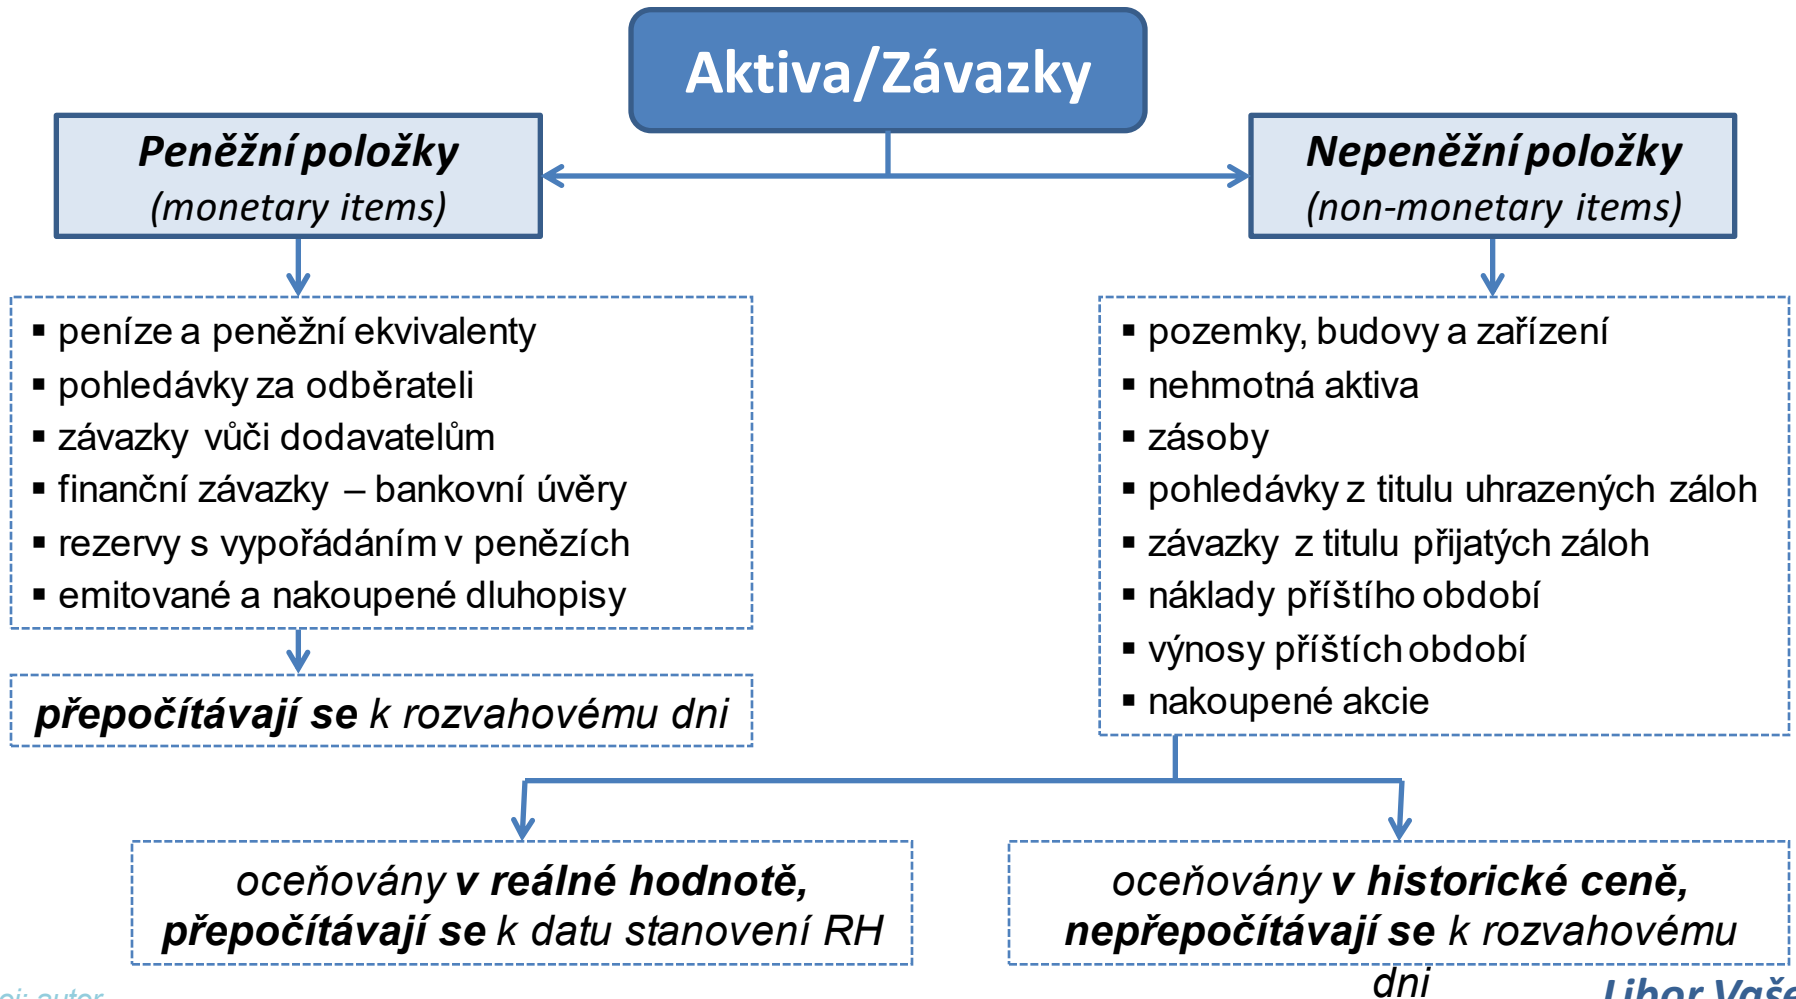 Aktiva/Závazky
Peněžní položky
(monetary items)
Nepeněžní položky
(non-monetary items)
▪ peníze a peněžní ekvivalenty
▪ pohledávky za odběrateli
▪ závazky vůči dodavatelům
▪ finanční závazky – bankovní úvěry
▪ rezervy s vypořádáním v penězích
▪ emitované a nakoupené dluhopisy
přepočítávají se k rozvahovému dni
▪ pozemky, budovy a zařízení
▪ nehmotná aktiva
▪ zásoby
▪ pohledávky z titulu uhrazených záloh
▪ závazky z titulu přijatých záloh
▪ náklady příštího období
▪ výnosy příštích období
▪ nakoupené akcie
oceňovány v reálné hodnotě,
přepočítávají se k datu stanovení RH
oceňovány v historické ceně,
nepřepočítávají se k rozvahovému
dni
autor
Libor